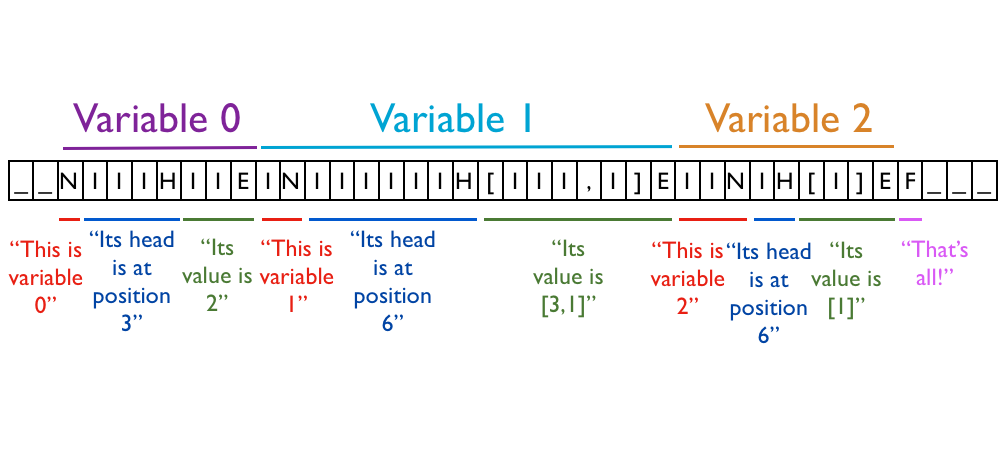 Variable 0
Variable 1
Variable 2
_ _ N I I I H I I E I N I I I I I I H [ I I I , I ] E I I N I H [ I ] E F _ _ _
“This is
variable
0”
“Its head
is at
position
3”
“Its
value is
2”
“This is
variable
1”
“Its head
is at
position
6”
“Its
value is
[3,1]”
“This is
variable
2”
“Its head
is at
position
6”
“Its
value is
[1]”
“That’s
all!”